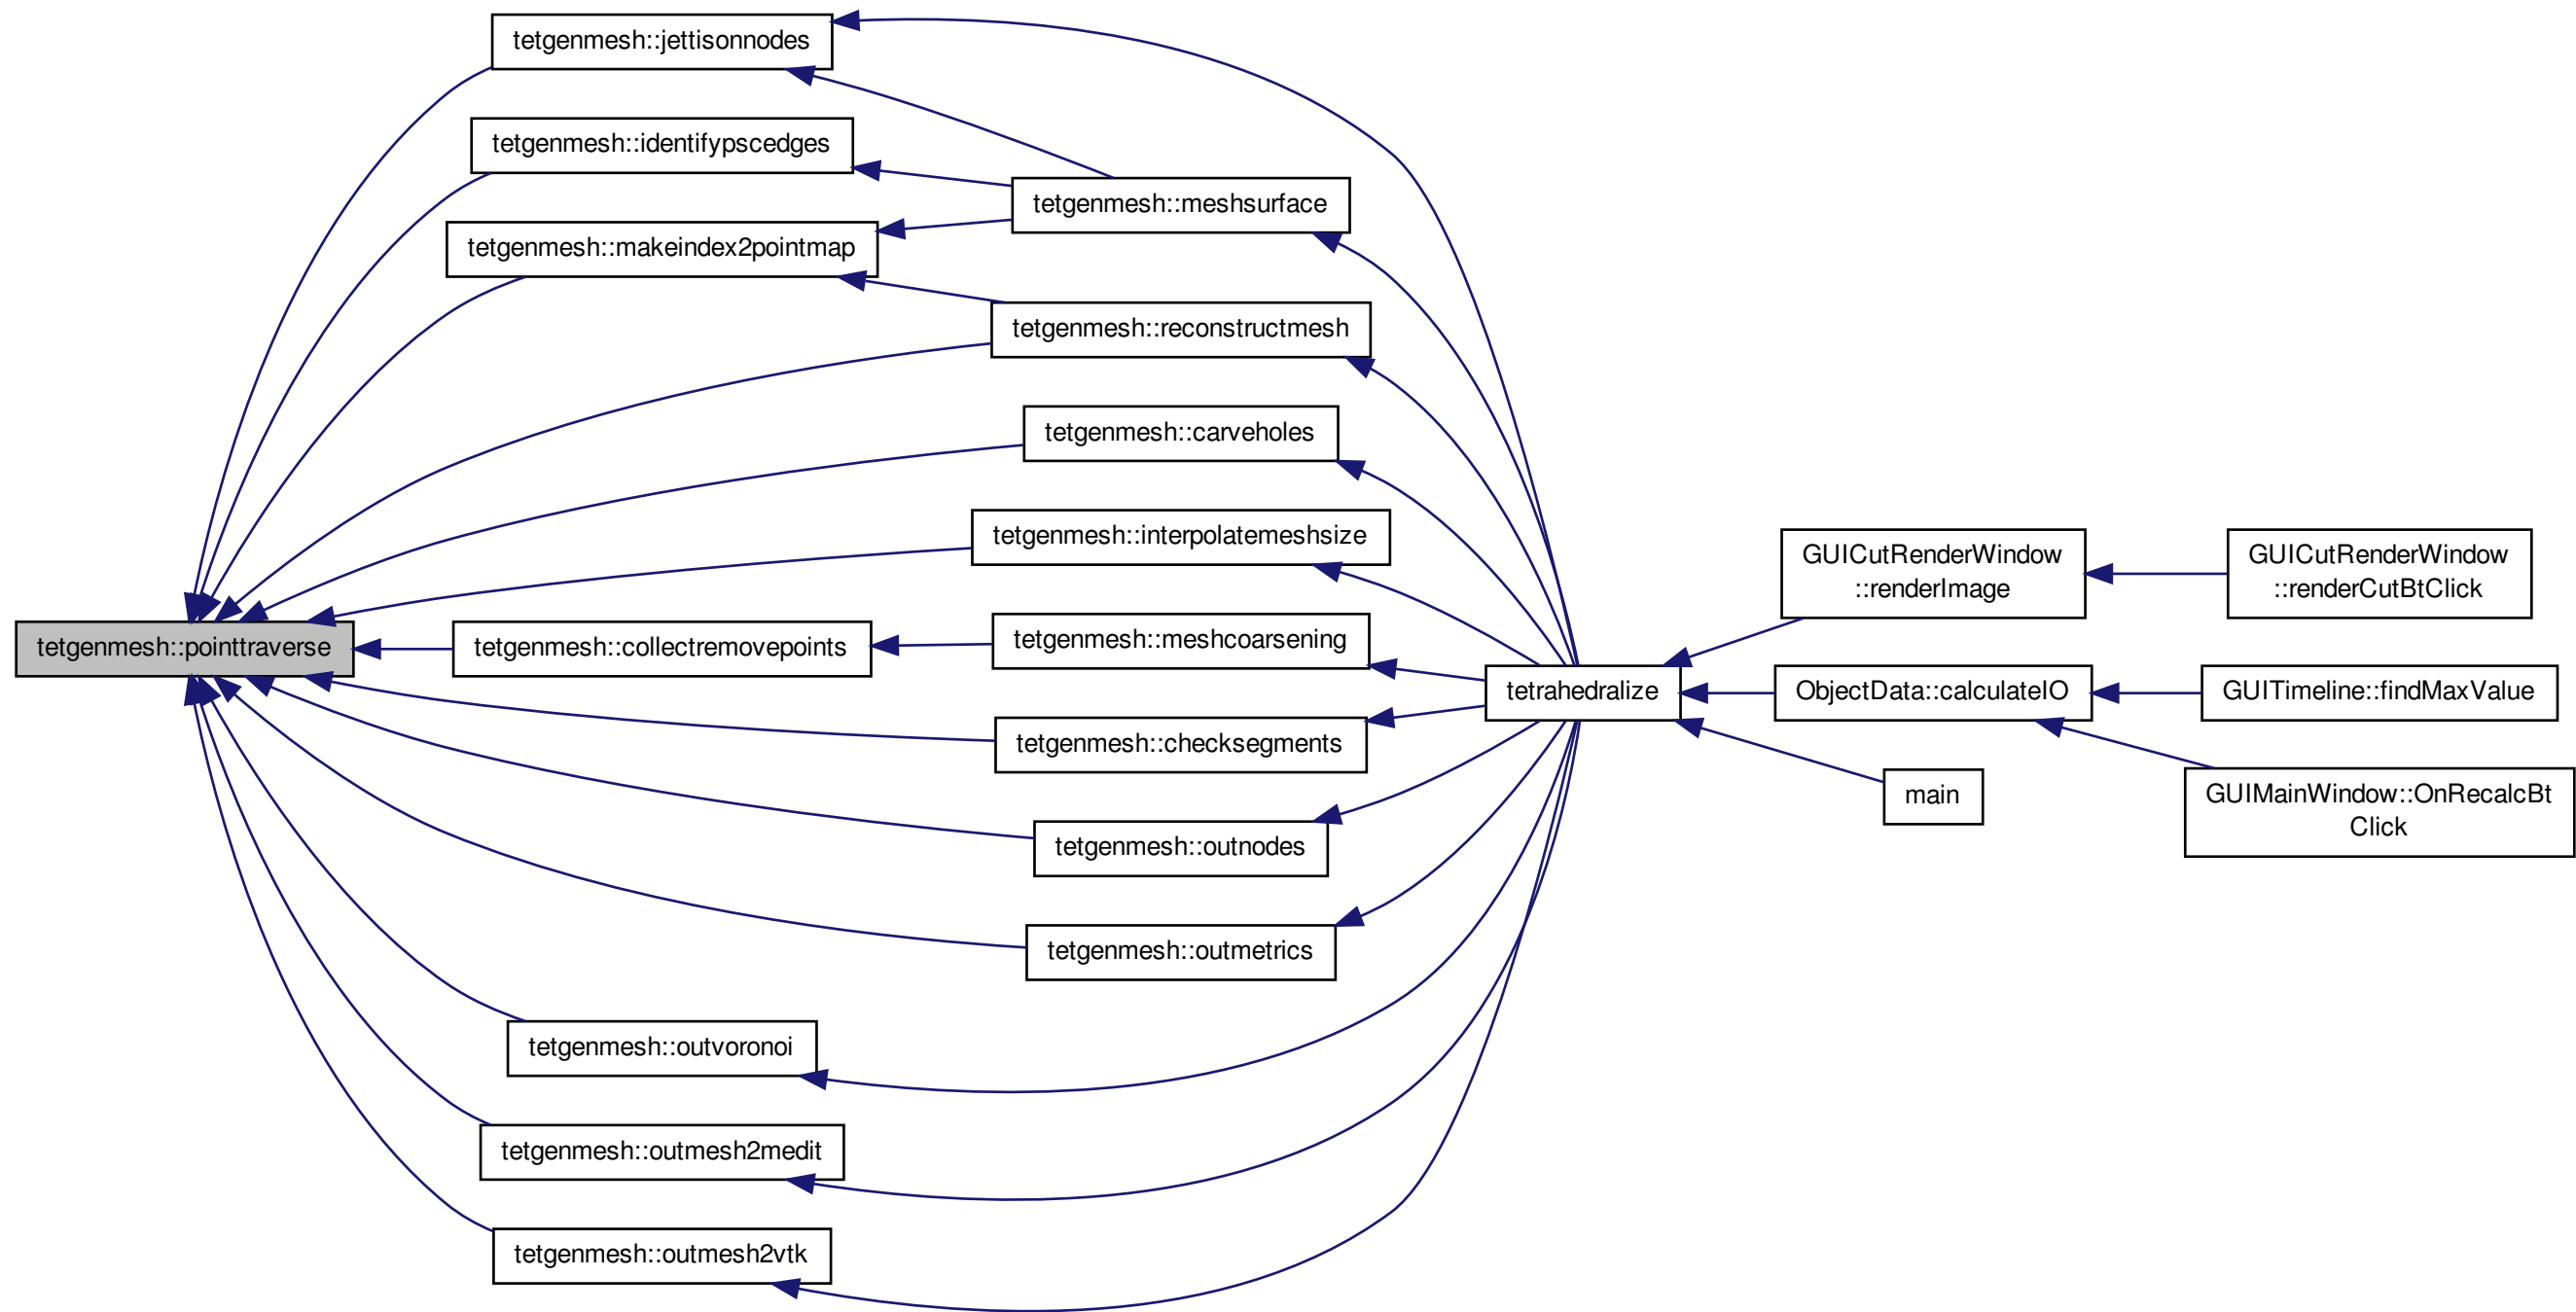 tetgenmesh::jettisonnodes
tetgenmesh::identifypscedges
tetgenmesh::meshsurface
tetgenmesh::makeindex2pointmap
tetgenmesh::reconstructmesh
tetgenmesh::carveholes
tetgenmesh::interpolatemeshsize
GUICutRenderWindow
::renderImage
GUICutRenderWindow
::renderCutBtClick
tetgenmesh::pointtraverse
tetgenmesh::collectremovepoints
tetgenmesh::meshcoarsening
tetrahedralize
ObjectData::calculateIO
GUITimeline::findMaxValue
tetgenmesh::checksegments
main
GUIMainWindow::OnRecalcBt
Click
tetgenmesh::outnodes
tetgenmesh::outmetrics
tetgenmesh::outvoronoi
tetgenmesh::outmesh2medit
tetgenmesh::outmesh2vtk